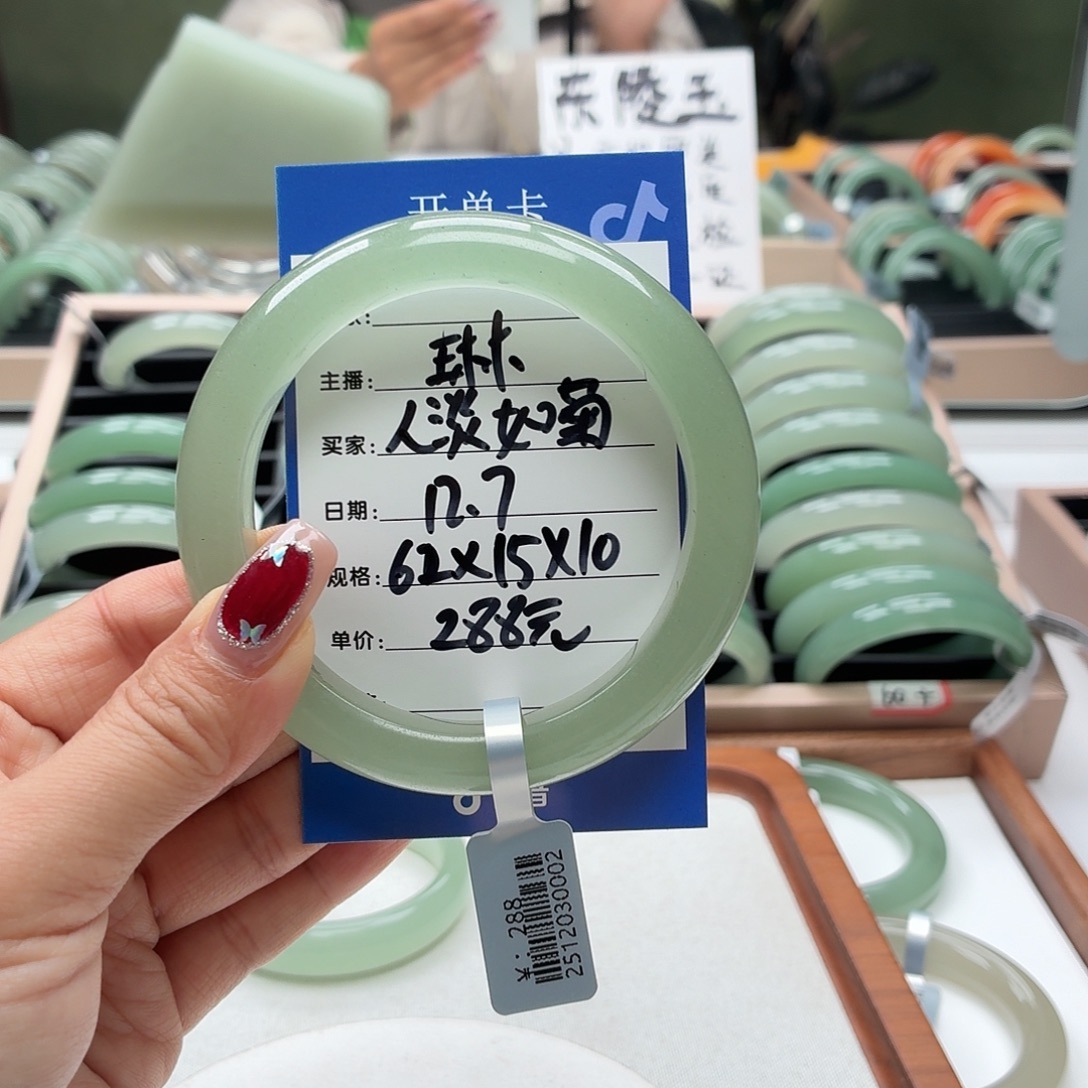 东陵玉
开单卡
主播: 琳
买家: 人淡如菊
日期: 12.7
规格: 62X15X10
单价: 288元
¥: 288
2512030002